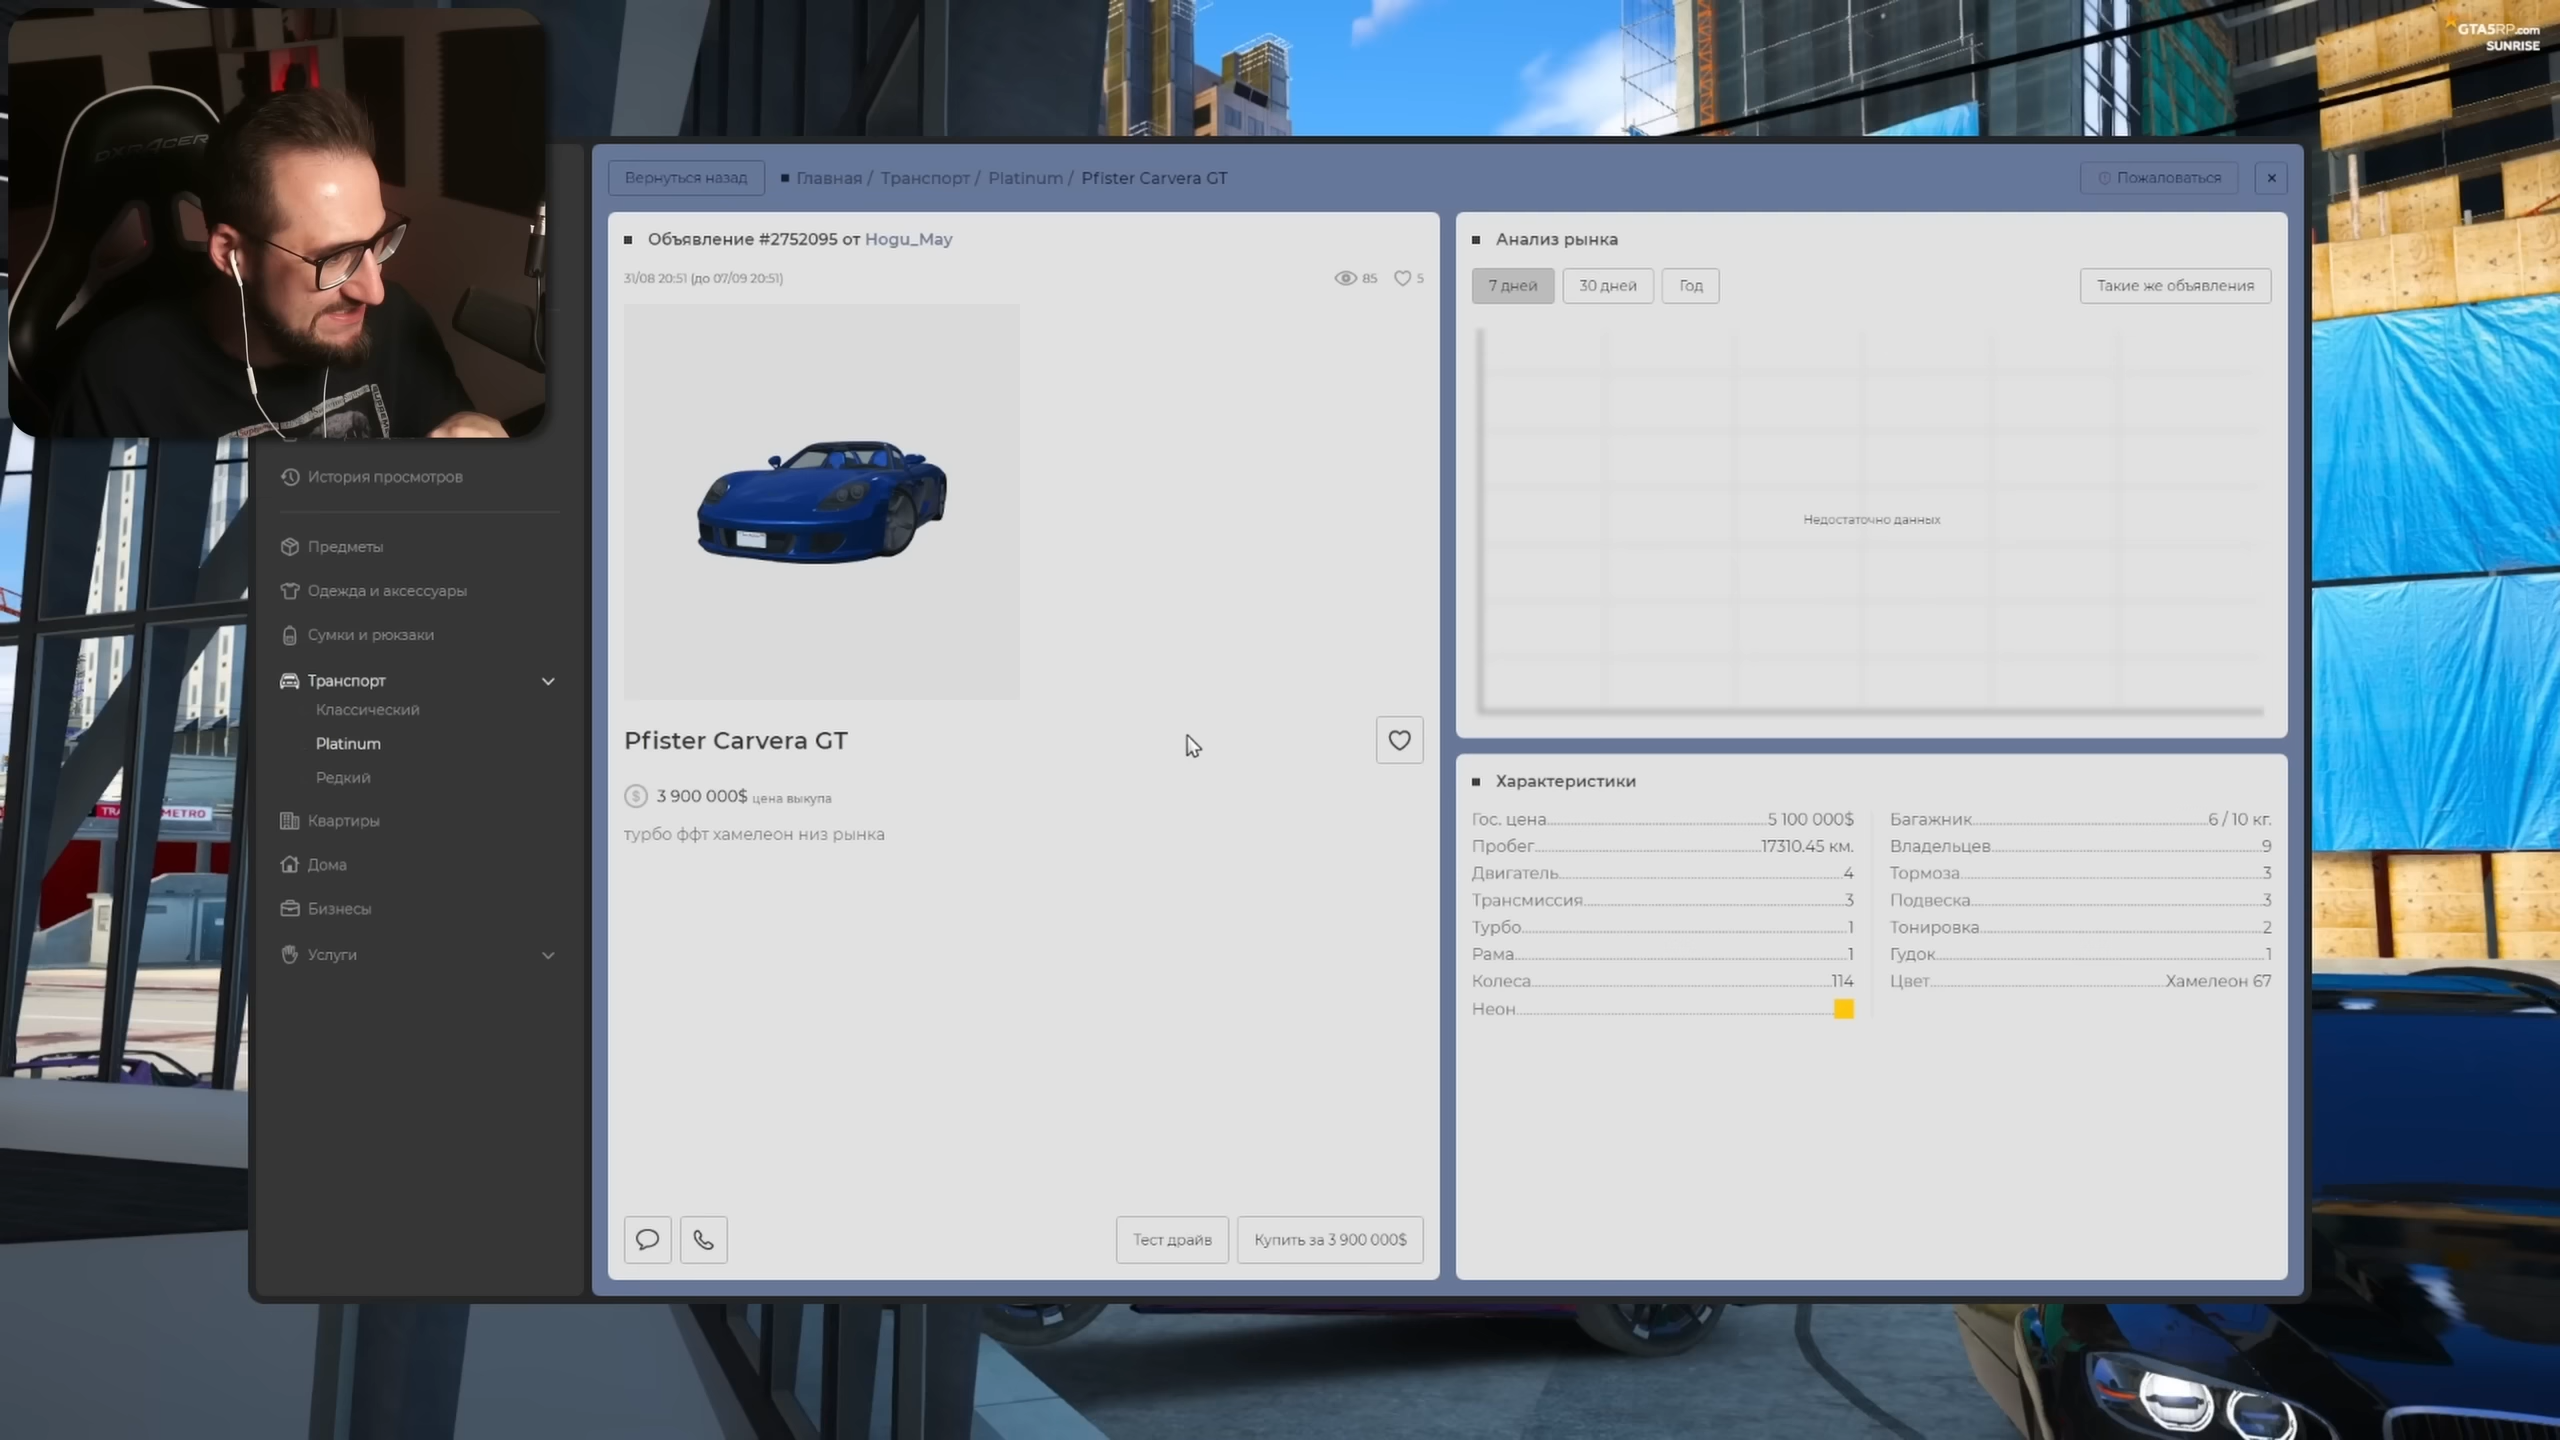 GTA5RP.com
SUNRISE
DXRACER
Вернуться назад
Главная / Транспорт / Platinum / Pfister Carvera GT
Пожаловаться
История просмотров
Предметы
Одежда и аксессуары
Сумки и рюкзаки
Транспорт
Классический
Platinum
Редкий
Квартиры
Дома
Бизнесы
Услуги
Объявление #2752095 от Hogu_May
31/08 20:51 (до 07/09 20:51)
85
5
Pfister Carvera GT
3 900 000$ цена выкупа
турбо ффт хамелеон низ рынка
Тест драйв
Купить за 3 900 000$
Анализ рынка
7 дней
30 дней
Год
Такие же объявления
Недостаточно данных
Характеристики
Гос. цена 5 100 000$
Пробег 17310.45 км.
Двигатель 4
Трансмиссия 3
Турбо 1
Рама 1
Колеса 114
Неон
Багажник 6 / 10 кг.
Владельцев 9
Тормоза 3
Подвеска 3
Тонировка 2
Гудок 1
Цвет Хамелеон 67
METRO